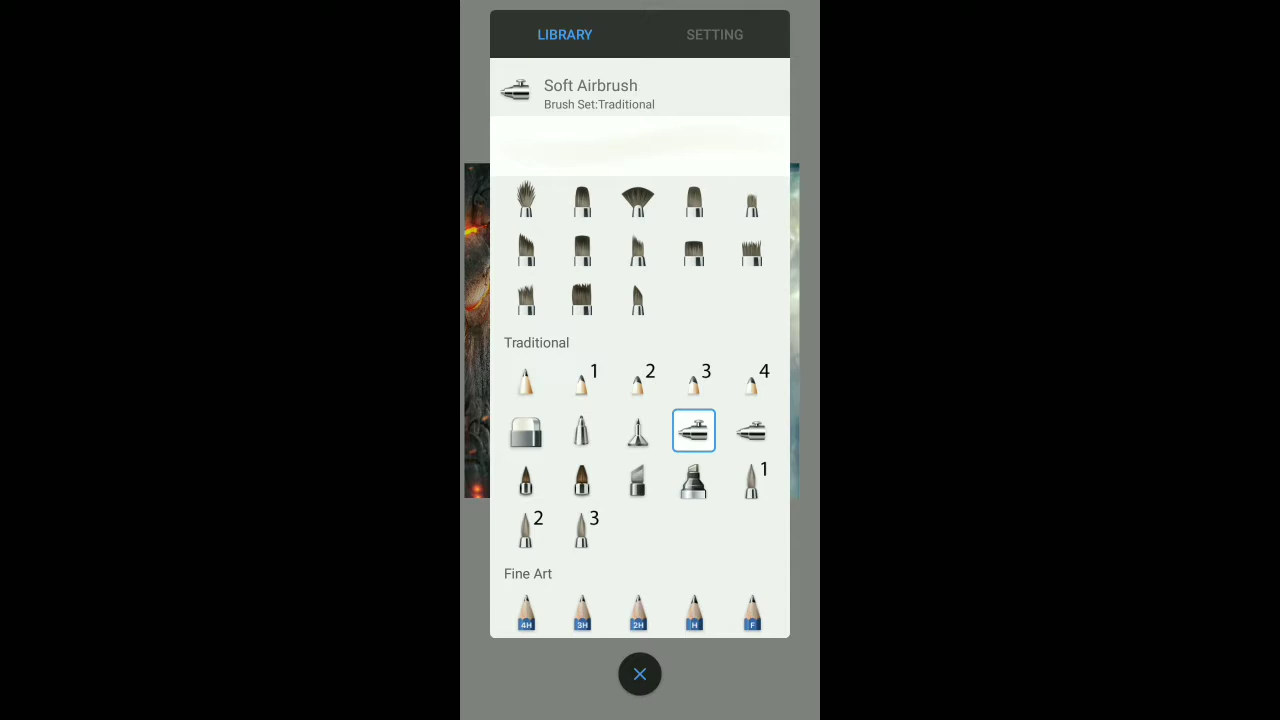 LIBRARY SETTING
Soft Airbrush
Brush Set:Traditional
Traditional
1 2 3 4
1
2 3
Fine Art
4H 3H 2H H F